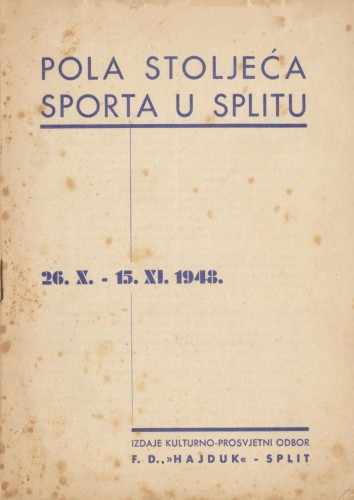 POLA STOLJEĆA
SPORTA U SPLITU
26. X. - 15. XI. 1948.
IZDAJE KULTURNO-PROSVJETNI ODBOR
F. D. „HAJDUK“ - SPLIT